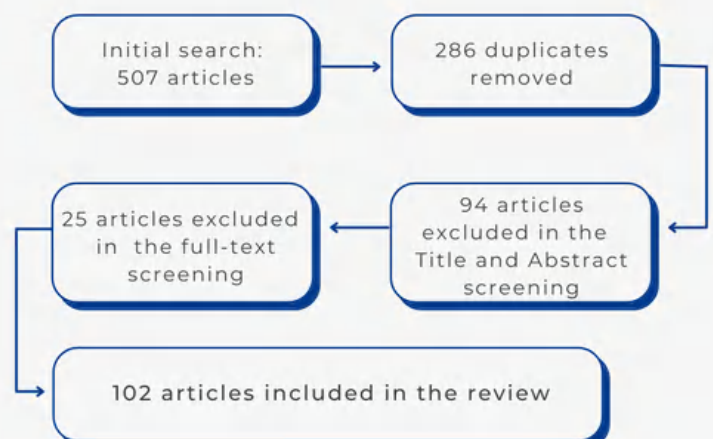 Initial search:
507 articles
286 duplicates
removed
94 articles
excluded in the
Title and Abstract
screening
25 articles excluded
in the full-text
screening
102 articles included in the review